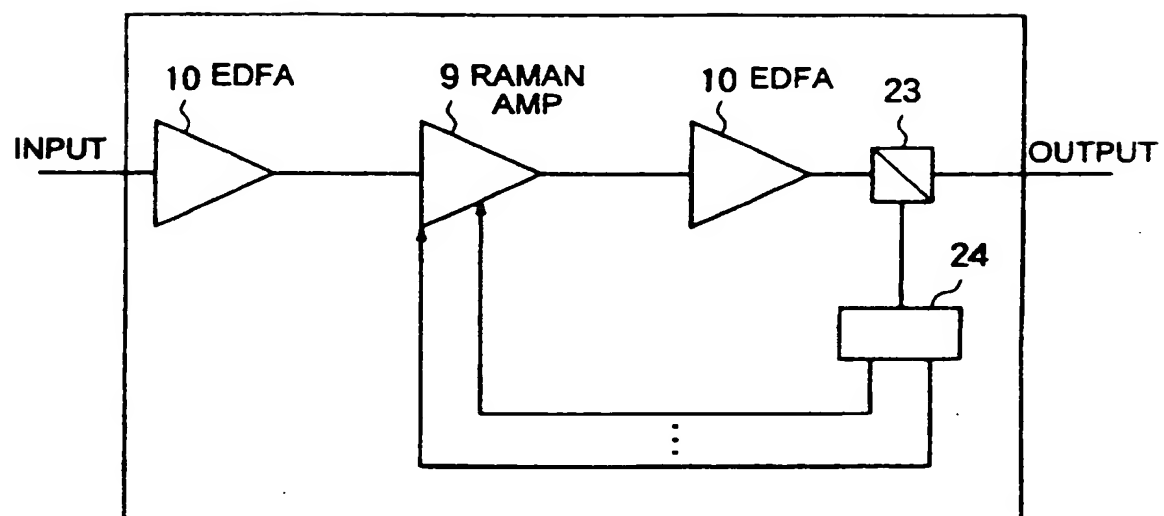 10 EDFA
9 RAMAN
AMP
10 EDFA
23
INPUT
OUTPUT
24